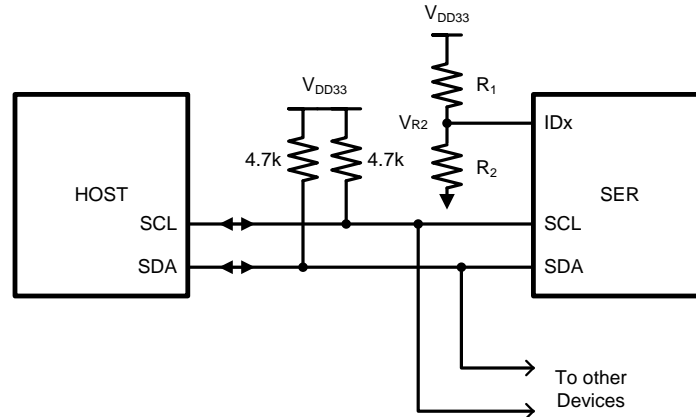 VDD33
VDD33
R1
VR2
IDx
4.7k
4.7k
R2
HOST
SER
SCL
SCL
SDA
SDA
To other
Devices